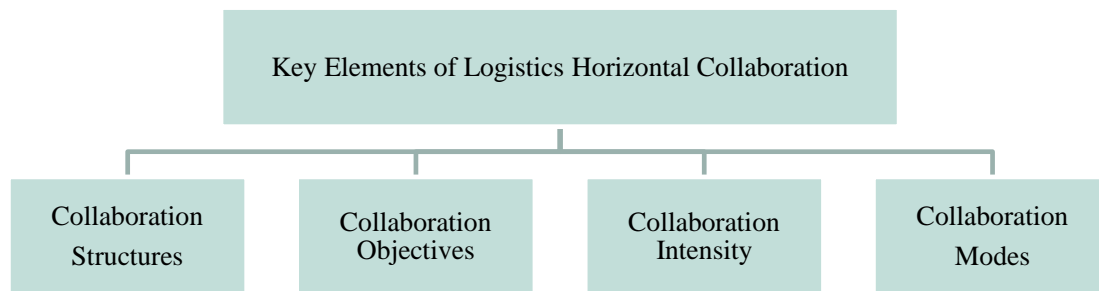 Key Elements of Logistics Horizontal Collaboration
Collaboration
Structures
Collaboration
Objectives
Collaboration
Intensity
Collaboration
Modes